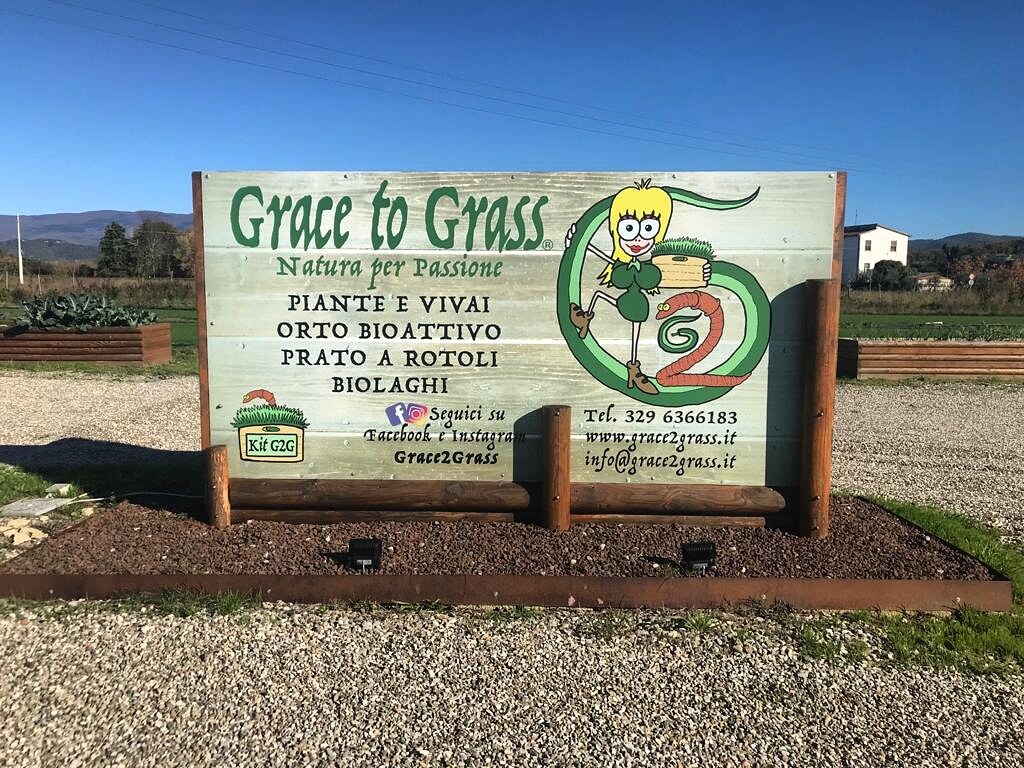 Grace to Grass®
Natura per Passione
PIANTE E VIVAI
ORTO BIOATTIVO
PRATO A ROTOLI
BIOLAGHI
Kit G2G
Seguici su
Facebook e Instagram
Grace2Grass
G
Tel. 329 6366183
www.grace2grass.it
info@grace2grass.it